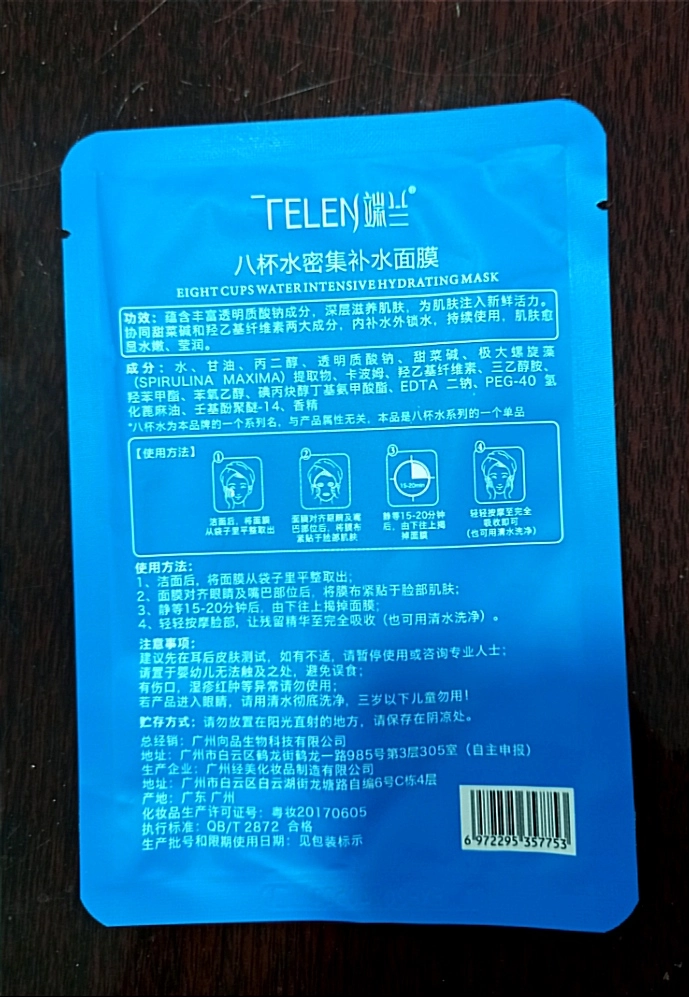 TELEN端兰
八杯水密集补水面膜
EIGHT CUPS WATER INTENSIVE HYDRATING MASK
功效：蕴含丰富透明质酸钠成分，深层滋养肌肤，为肌肤注入新鲜活力。
协同甜菜碱和羟乙基纤维素两大成分，内补水外锁水，持续使用，肌肤愈
显水嫩、莹润。
成分：水、甘油、丙二醇、透明质酸钠、甜菜碱、极大螺旋藻
（SPIRULINA MAXIMA）提取物、卡波姆、羟乙基纤维素、三乙醇胺、
羟苯甲酯、苯氧乙醇、碘丙炔醇丁基氨甲酸酯、EDTA 二钠、PEG-40 氢
化蓖麻油、壬基酚聚醚-14、香精
*八杯水为本品牌的一个系列名，与产品属性无关，本品是八杯水系列的一个单品
【使用方法】
1
洁面后，将面膜
从袋子里平整取出
2
面膜对齐眼睛及嘴
巴部位后，将膜布
紧贴于脸部肌肤
3
15-20min
静等15-20分钟
后，由下往上揭
掉面膜
4
轻轻按摩至完全
吸收即可
（也可用清水洗净）
使用方法：
1、洁面后，将面膜从袋子里平整取出；
2、面膜对齐眼睛及嘴巴部位后，将膜布紧贴于脸部肌肤；
3、静等15-20分钟后，由下往上揭掉面膜；
4、轻轻按摩脸部，让残留精华至完全吸收（也可用清水洗净）。
注意事项：
建议先在耳后皮肤测试，如有不适，请暂停使用或咨询专业人士；
请置于婴幼儿无法触及之处，避免误食；
有伤口，湿疹红肿等异常请勿使用；
若产品进入眼睛，请用清水彻底洗净，三岁以下儿童勿用！
贮存方式：请勿放置在阳光直射的地方，请保存在阴凉处。
总经销：广州向品生物科技有限公司
地址：广州市白云区鹤龙街鹤龙一路985号第3层305室（自主申报）
生产企业：广州经美化妆品制造有限公司
地址：广州市白云区白云湖街龙塘路自编6号C栋4层
产地：广东 广州
化妆品生产许可证号：粤妆20170605
执行标准：QB/T 2872 合格
生产批号和限期使用日期：见包装标示
6 972295 357753